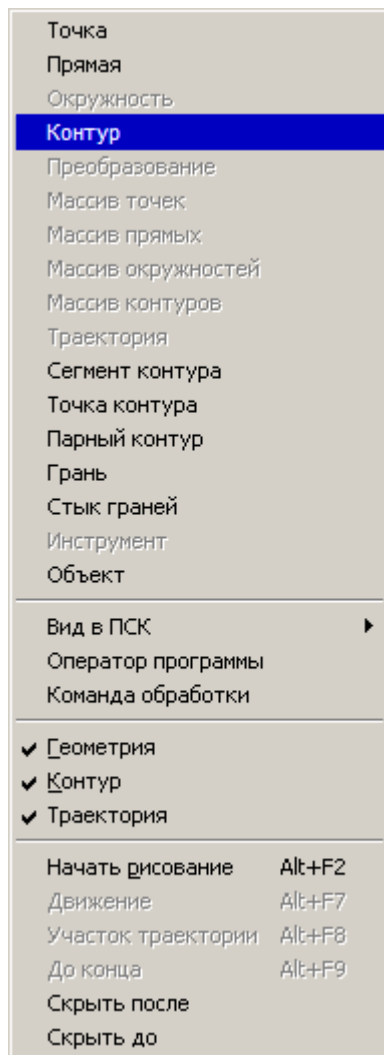 Точка
Прямая
Окружность
Контур
Преобразование
Массив точек
Массив прямых
Массив окружностей
Массив контуров
Траектория
Сегмент контура
Точка контура
Парный контур
Грань
Стык граней
Инструмент
Объект
Вид в ПСК
Оператор программы
Команда обработки
Геометрия
Контур
Траектория
Начать рисование Alt+F2
Движение Alt+F7
Участок траектории Alt+F8
До конца Alt+F9
Скрыть после
Скрыть до